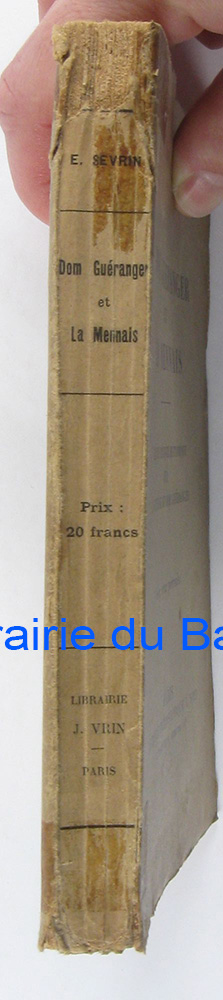 E. SEVRIN
Dom Guéranger
et
La Mennais
Prix :
20 francs
rairie du Ba
LIBRAIRIE
J. VRIN
PARIS